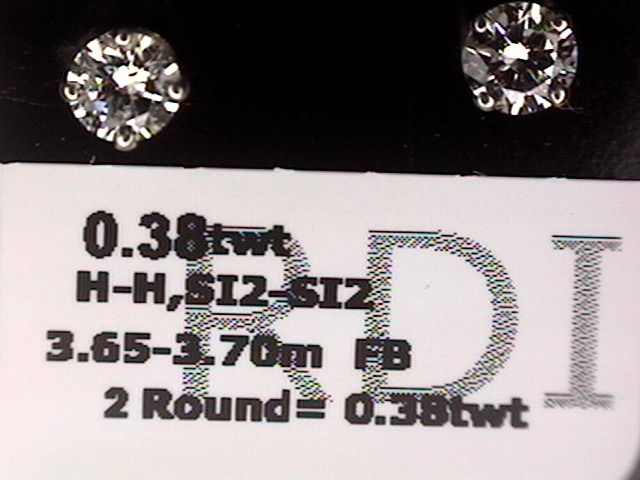 0.38twt
H-H,SI2-SI2
3.65-3.70m FB
2 Round= 0.38twt
RDI